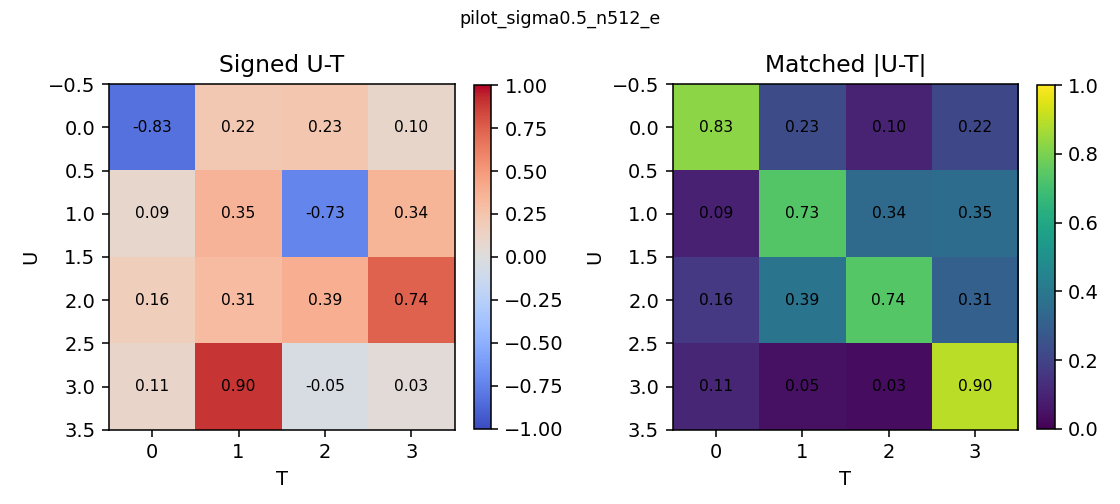 pilot_sigma0.5_n512_e
Signed U-T
Matched |U-T|
−0.5
0.0
0.5
1.0
1.5
2.0
2.5
3.0
3.5
U
-0.83 0.22 0.23 0.10
0.09 0.35 -0.73 0.34
0.16 0.31 0.39 0.74
0.11 0.90 -0.05 0.03
0 1 2 3
T
1.00
0.75
0.50
0.25
0.00
−0.25
−0.50
−0.75
−1.00
−0.5
0.0
0.5
1.0
1.5
2.0
2.5
3.0
3.5
U
0.83 0.23 0.10 0.22
0.09 0.73 0.34 0.35
0.16 0.39 0.74 0.31
0.11 0.05 0.03 0.90
0 1 2 3
T
1.0
0.8
0.6
0.4
0.2
0.0